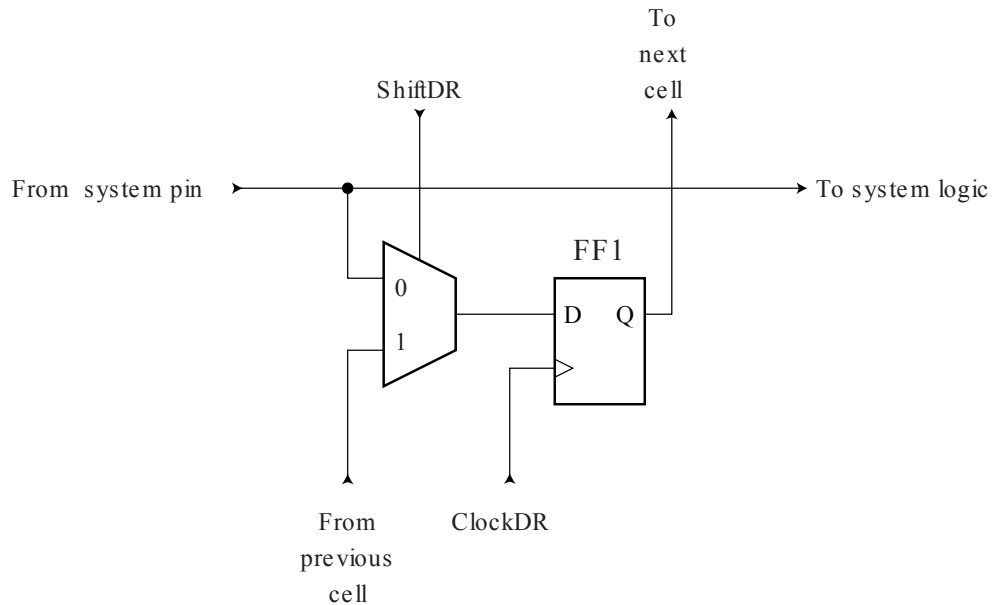 To
next
cell
ShiftDR
From system pin
To system logic
FF1
0
D Q
1
From
previous
cell
ClockDR